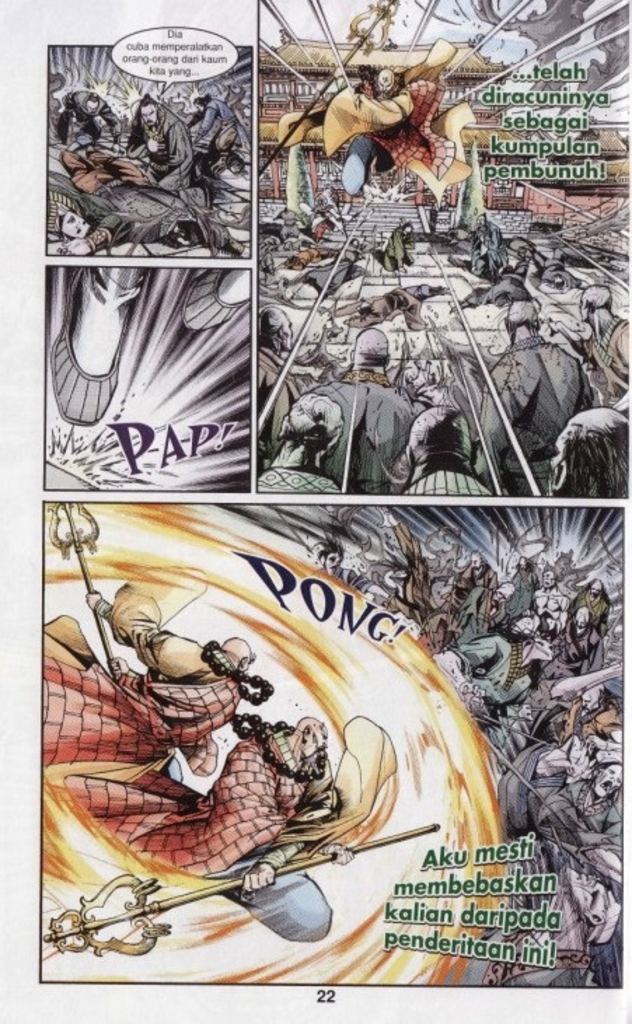 Dia
cuba memperalatkan
orang-orang dari kaum
kita yang...
...telah
diracuninya
sebagai
kumpulan
pembunuh!
PAP!
PONG!
Aku mesti
membebaskan
kalian daripada
penderitaan ini!
22